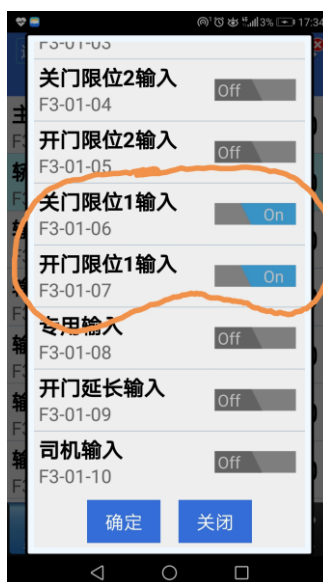 3% 17:34
F3-01-03
关门限位2输入
F3-01-04
Off
开门限位2输入
F3-01-05
Off
关门限位1输入
F3-01-06
On
开门限位1输入
F3-01-07
On
专用输入
F3-01-08
Off
开门延长输入
F3-01-09
Off
司机输入
F3-01-10
Off
确定
关闭